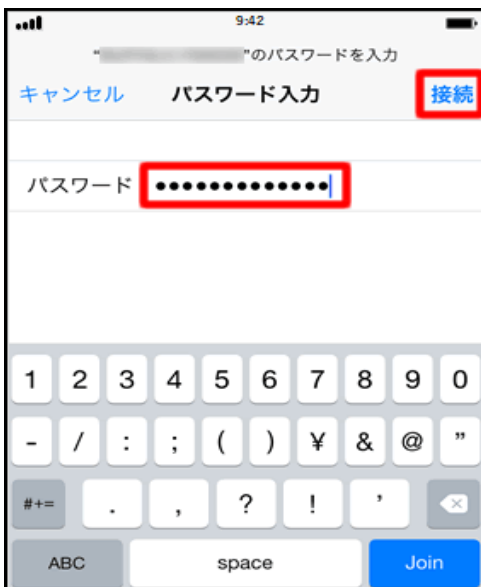 9:42
“ ”のパスワードを入力
キャンセル パスワード入力 接続
パスワード ●●●●●●●●●●●●●
1 2 3 4 5 6 7 8 9 0
- / : ; ( ) ¥ & @ ”
#+= . , ? ! ’
ABC space Join